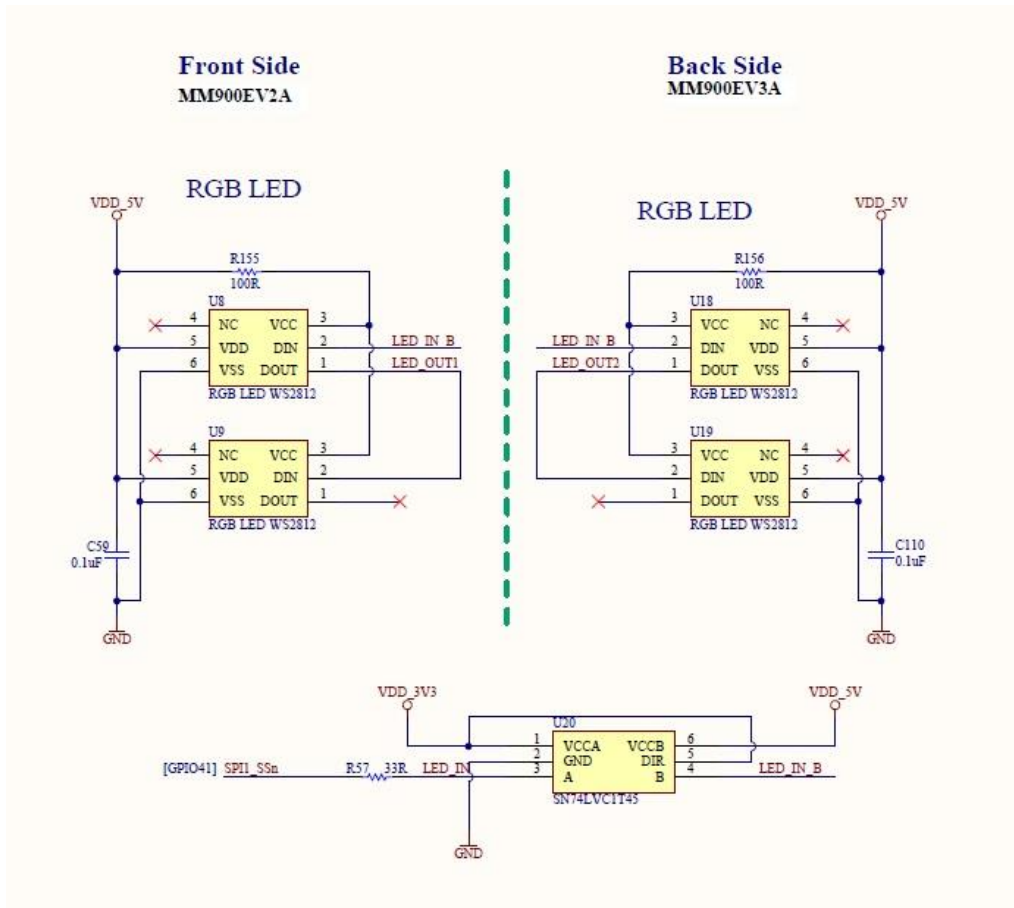 Front Side
MM900EV2A
Back Side
MM900EV3A
RGB LED
RGB LED
VDD_5V
R155
100R
U8
4 NC VCC 3
5 VDD DIN 2 LED_IN_B
6 VSS DOUT 1 LED_OUT1
RGB LED WS2812
U9
4 NC VCC 3
5 VDD DIN 2
6 VSS DOUT 1
RGB LED WS2812
C59
0.1uF
GND
VDD_5V
R156
100R
U18
3 VCC NC 4
LED_IN_B 2 DIN VDD 5
LED_OUT2 1 DOUT VSS 6
RGB LED WS2812
U19
3 VCC NC 4
2 DIN VDD 5
1 DOUT VSS 6
RGB LED WS2812
C110
0.1uF
GND
VDD_3V3
VDD_5V
U20
1 VCCA VCCB 6
2 GND DIR 5
[GPIO41] SPI1_SSn R57 33R LED_IN 3 A B 4 LED_IN_B
SN74LVC1T45
GND